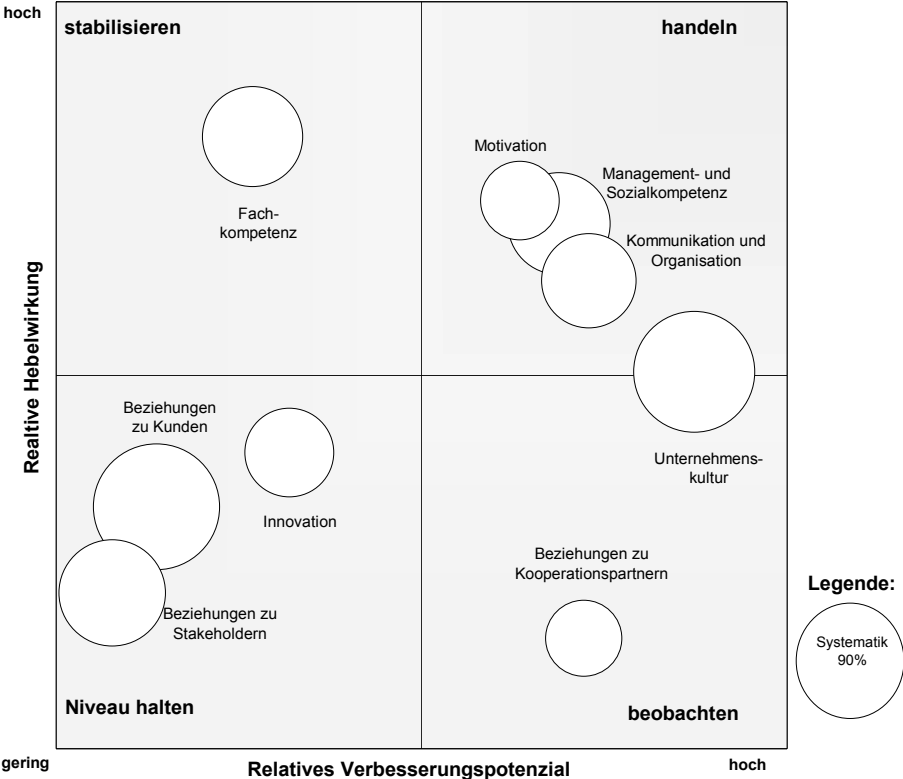 hoch
stabilisieren
handeln
Motivation
Management- und
Sozialkompetenz
Fach-
kompetenz
Kommunikation und
Organisation
Realtive Hebelwirkung
Beziehungen
zu Kunden
Innovation
Unternehmens-
kultur
Beziehungen zu
Kooperationspartnern
Beziehungen zu
Stakeholdern
Legende:
Systematik
90%
Niveau halten
beobachten
gering
Relatives Verbesserungspotenzial
hoch